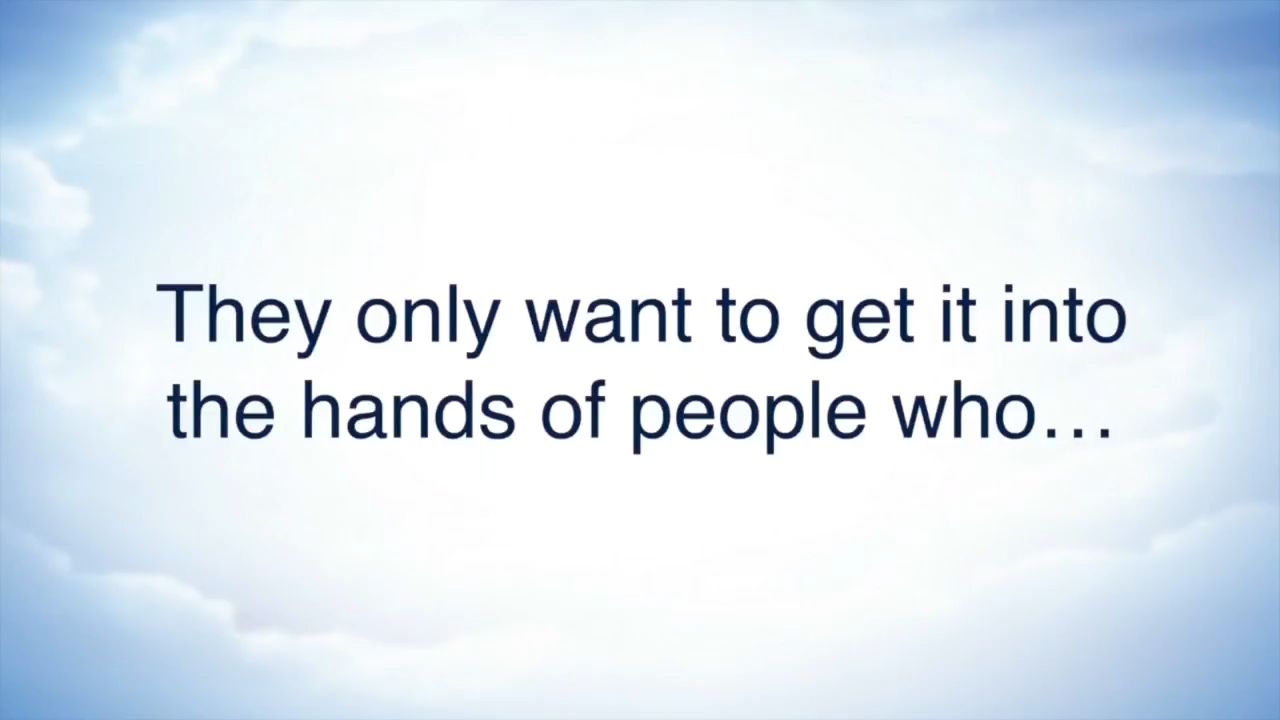 They only want to get it into
the hands of people who…